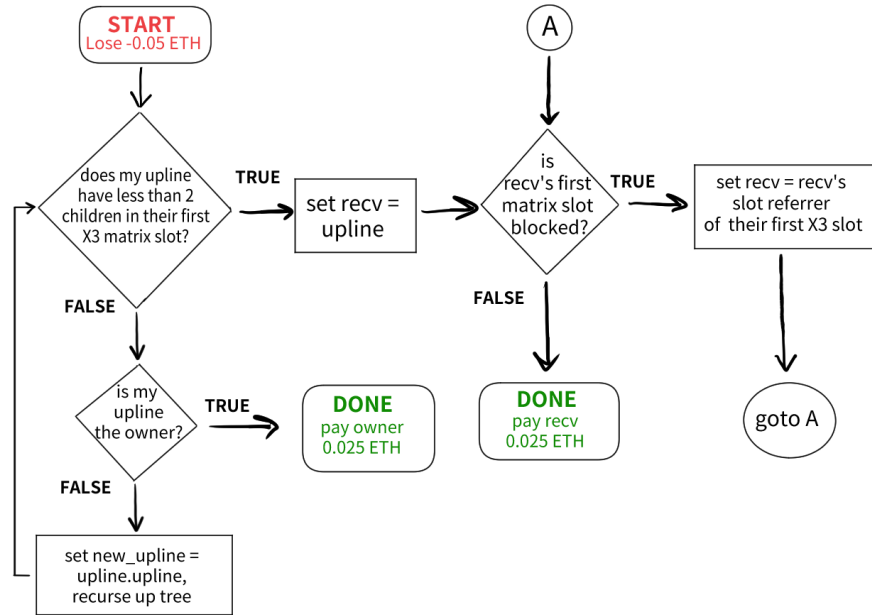 START
Lose -0.05 ETH
A
does my upline
have less than 2
children in their first
X3 matrix slot?
TRUE
set recv =
upline
is
recv's first
matrix slot
blocked?
TRUE
set recv = recv's
slot referrer
of their first X3 slot
FALSE
FALSE
is my
upline
the owner?
TRUE
DONE
pay owner
0.025 ETH
DONE
pay recv
0.025 ETH
goto A
FALSE
set new_upline =
upline.upline,
recurse up tree